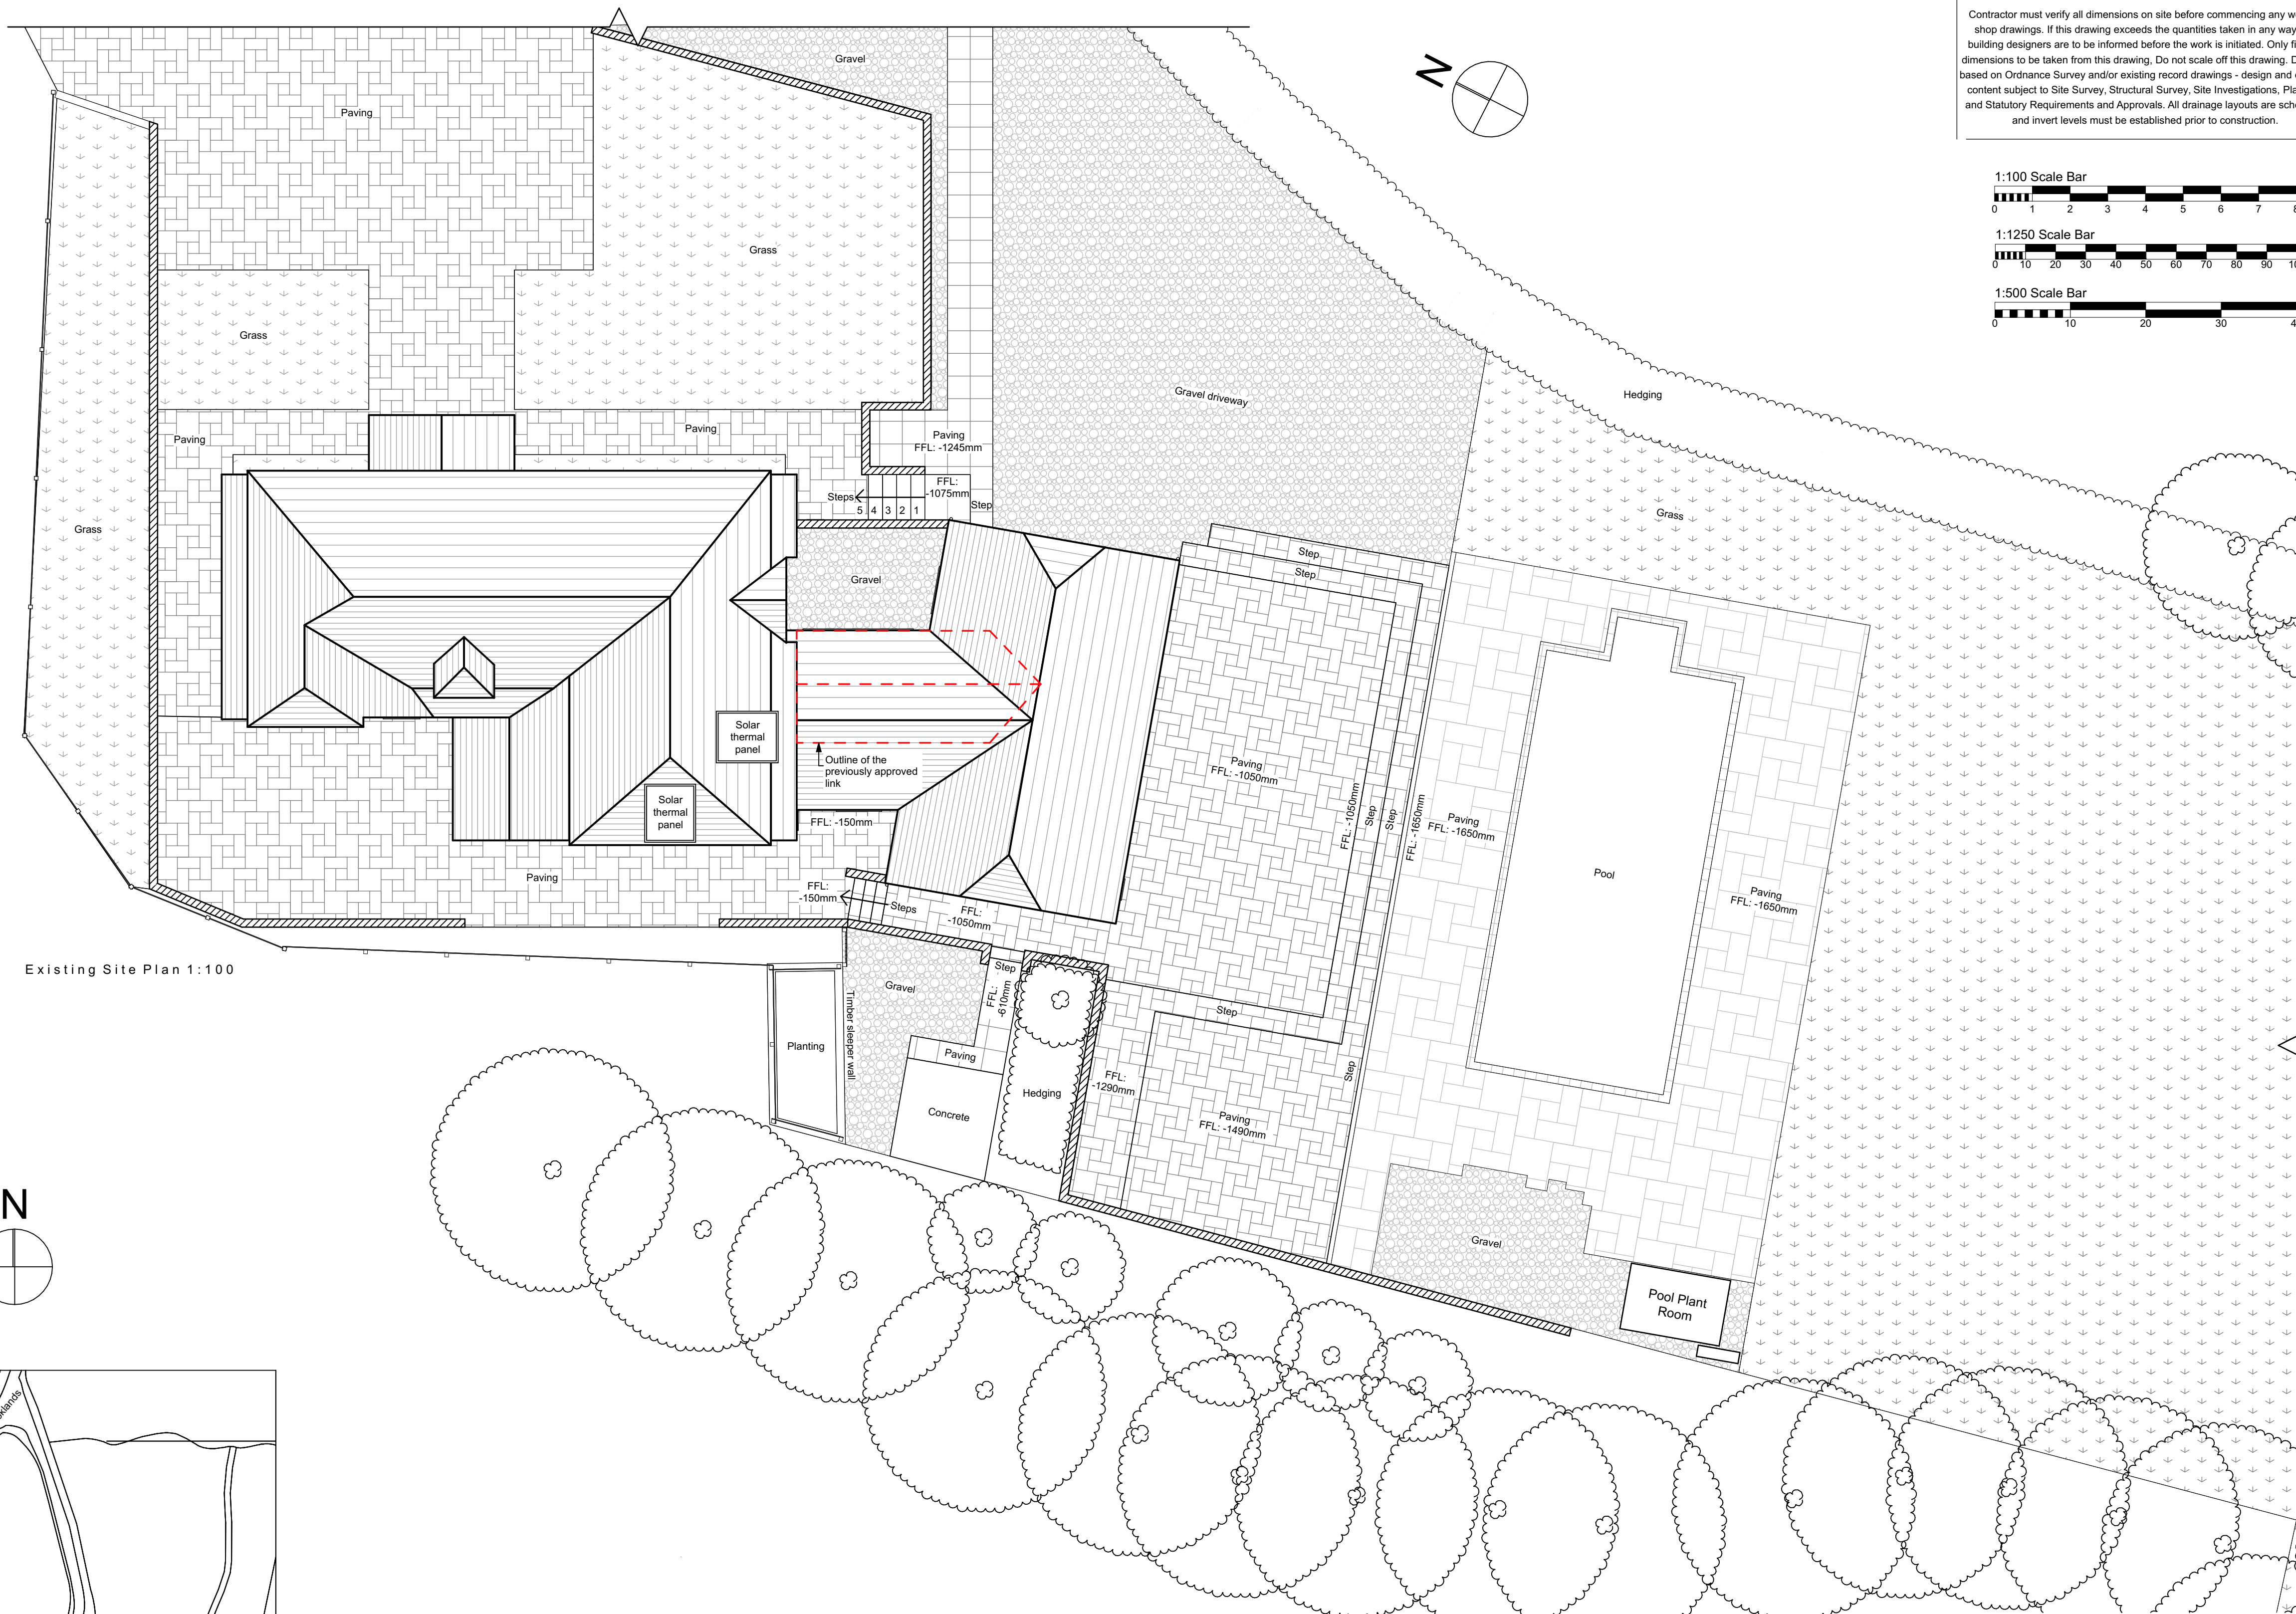 Contractor must verify all dimensions on site before commencing any
shop drawings. If this drawing exceeds the quantities taken in any way
building designers are to be informed before the work is initiated. Only
dimensions to be taken from this drawing, Do not scale off this drawing.
based on Ordnance Survey and/or existing record drawings - design and
content subject to Site Survey, Structural Survey, Site Investigations,
and Statutory Requirements and Approvals. All drainage layouts are
and invert levels must be established prior to construction.
1:100 Scale Bar
0 1 2 3 4 5 6 7 8
1:1250 Scale Bar
0 10 20 30 40 50 60 70 80 90
1:500 Scale Bar
0 10 20 30
N
Gravel
Paving
Grass
Grass
Gravel driveway
Hedging
Paving
Paving
Paving
FFL: -1245mm
Grass
Grass
FFL:
-1075mm
Steps
5 4 3 2 1
Step
Step
Step
Gravel
Solar
thermal
panel
Outline of the
previously approved
link
Solar
thermal
panel
FFL: -150mm
Paving
FFL: -1050mm
FFL: -1050mm
Step
Step
FFL: -1650mm
Paving
FFL: -1650mm
Pool
Paving
FFL: -1650mm
Paving
FFL:
-150mm
Steps
FFL:
-1050mm
Existing Site Plan 1:100
Gravel
Step
FFL:
-610mm
Timber sleeper wall
Planting
Paving
Concrete
Hedging
Step
FFL:
-1290mm
Step
Paving
FFL: -1490mm
Gravel
Pool Plant
Room
N